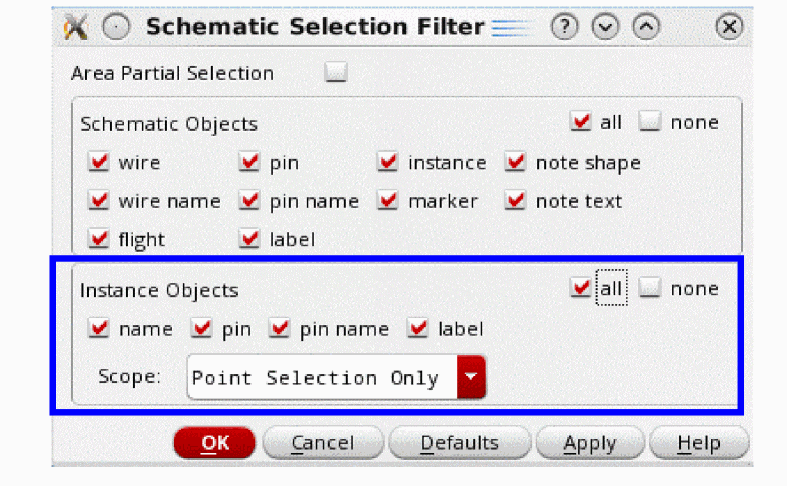 Schematic Selection Filter
Area Partial Selection
Schematic Objects all none
wire pin instance note shape
wire name pin name marker note text
flight label
Instance Objects all none
name pin pin name label
Scope: Point Selection Only
OK Cancel Defaults Apply Help